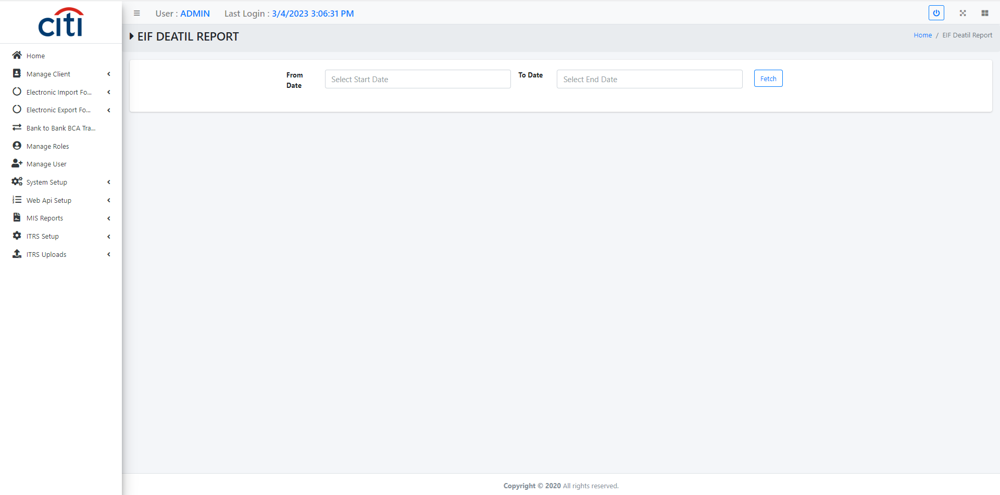 citi
User : ADMIN Last Login : 3/4/2023 3:06:31 PM
EIF DEATIL REPORT
Home / EIF Deatil Report
Home
Manage Client
Electronic Import Fo...
Electronic Export Fo...
Bank to Bank BCA Tra...
Manage Roles
Manage User
System Setup
Web Api Setup
MIS Reports
ITRS Setup
ITRS Uploads
From
Date
Select Start Date
To Date
Select End Date
Fetch
Copyright © 2020 All rights reserved.